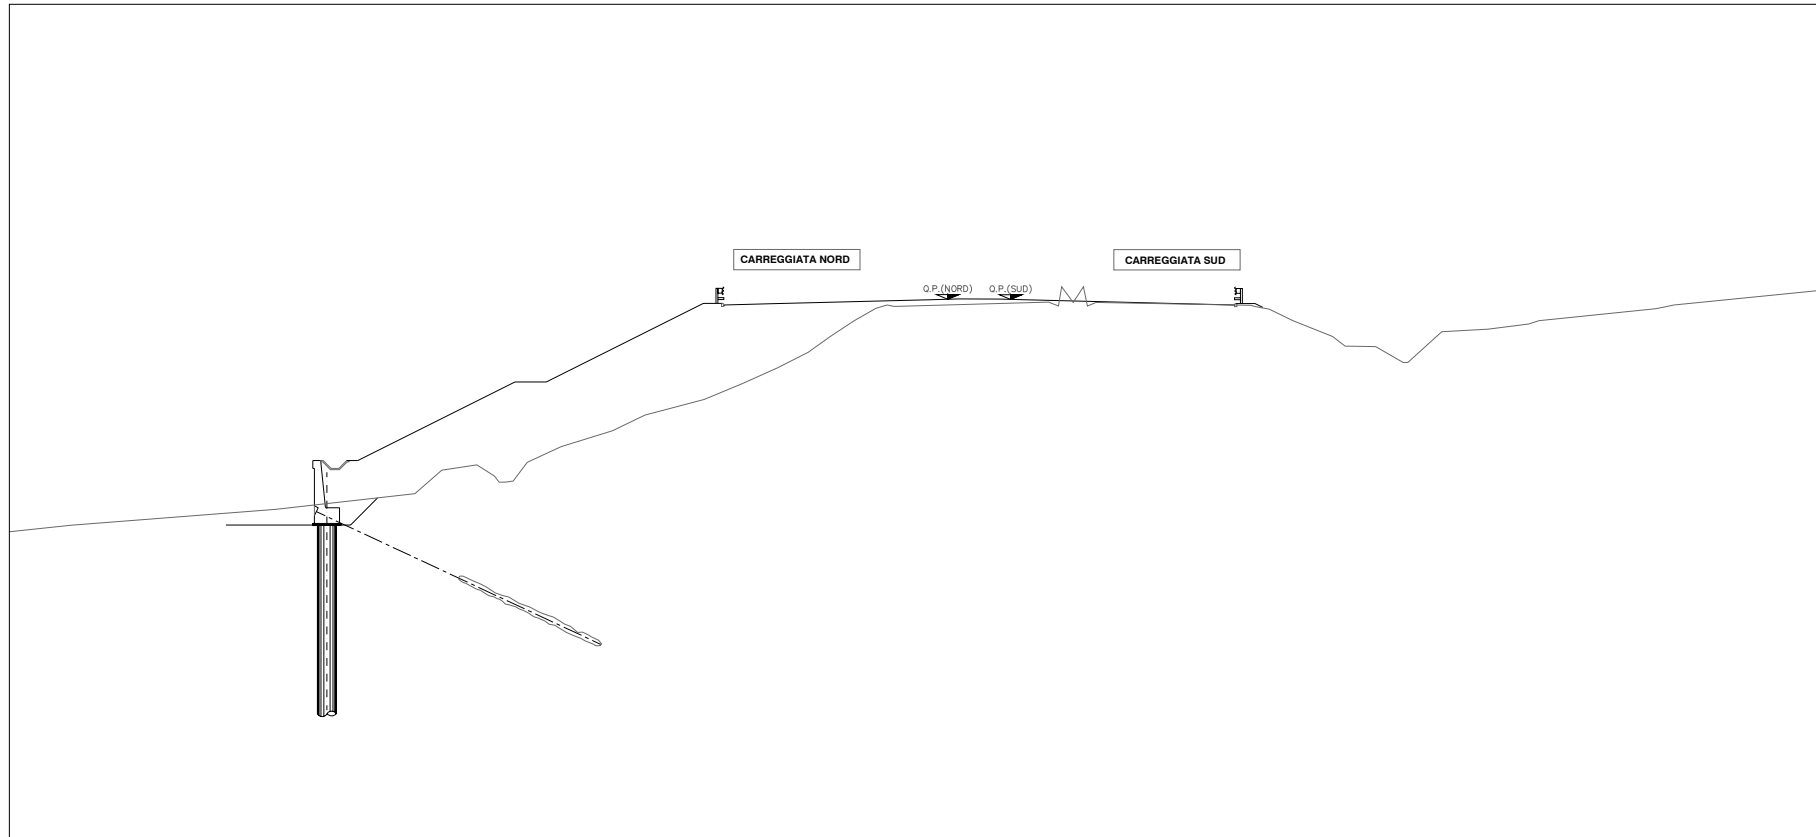 CARREGGIATA NORD
CARREGGIATA SUD
Q.P.(NORD)
Q.P.(SUD)